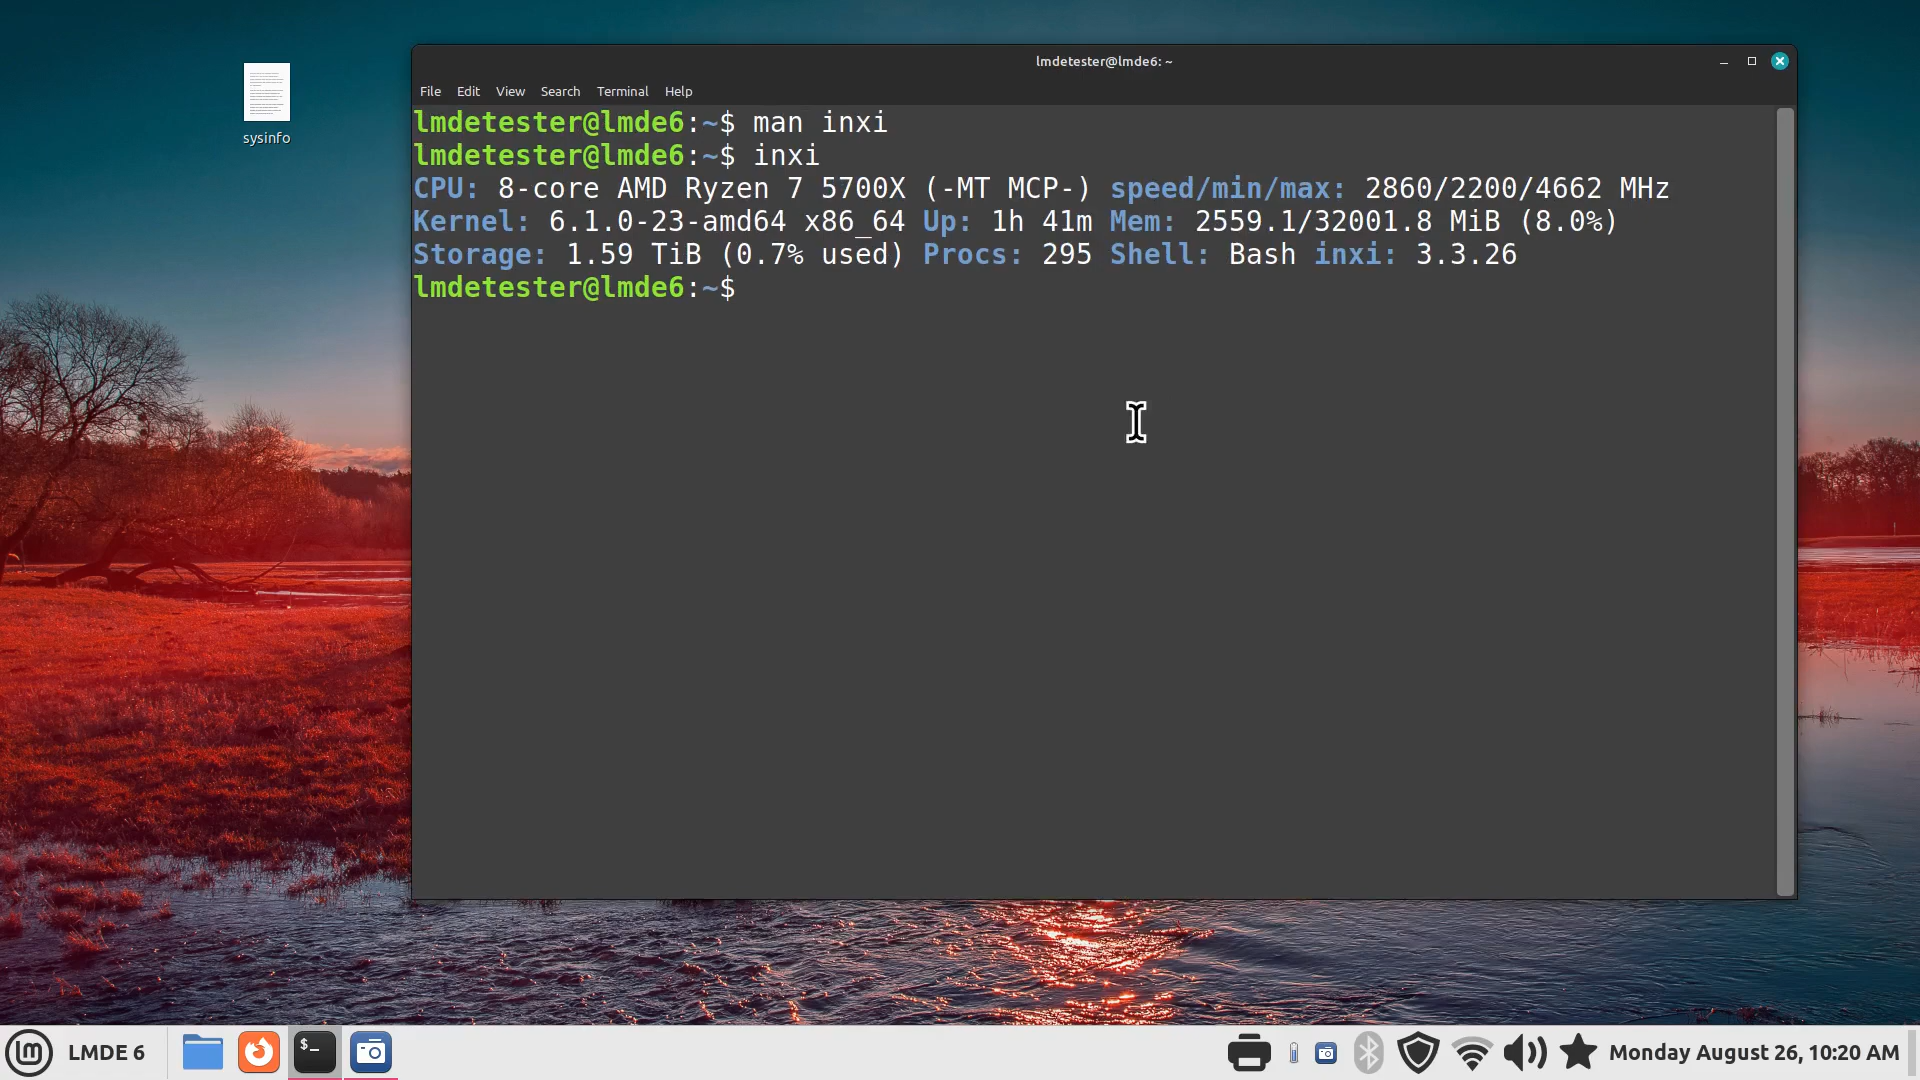 sysinfo
lmdetester@lmde6: ~
File Edit View Search Terminal Help
lmdetester@lmde6:~$ man inxi
lmdetester@lmde6:~$ inxi
CPU: 8-core AMD Ryzen 7 5700X (-MT MCP-) speed/min/max: 2860/2200/4662 MHz
Kernel: 6.1.0-23-amd64 x86_64 Up: 1h 41m Mem: 2559.1/32001.8 MiB (8.0%)
Storage: 1.59 TiB (0.7% used) Procs: 295 Shell: Bash inxi: 3.3.26
lmdetester@lmde6:~$
LMDE 6
$_
Monday August 26, 10:20 AM